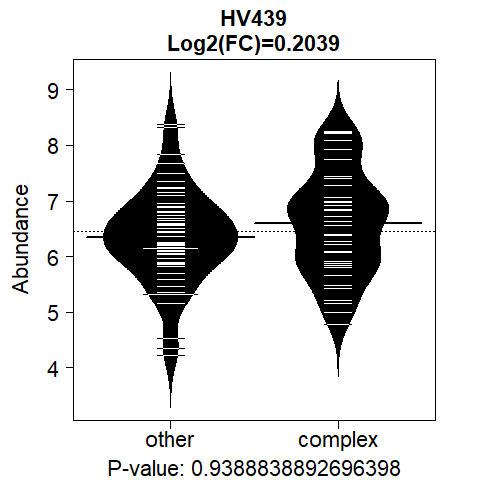 HV439
Log2(FC)=0.2039
Abundance
9
8
7
6
5
4
other complex
P-value: 0.9388838892696398